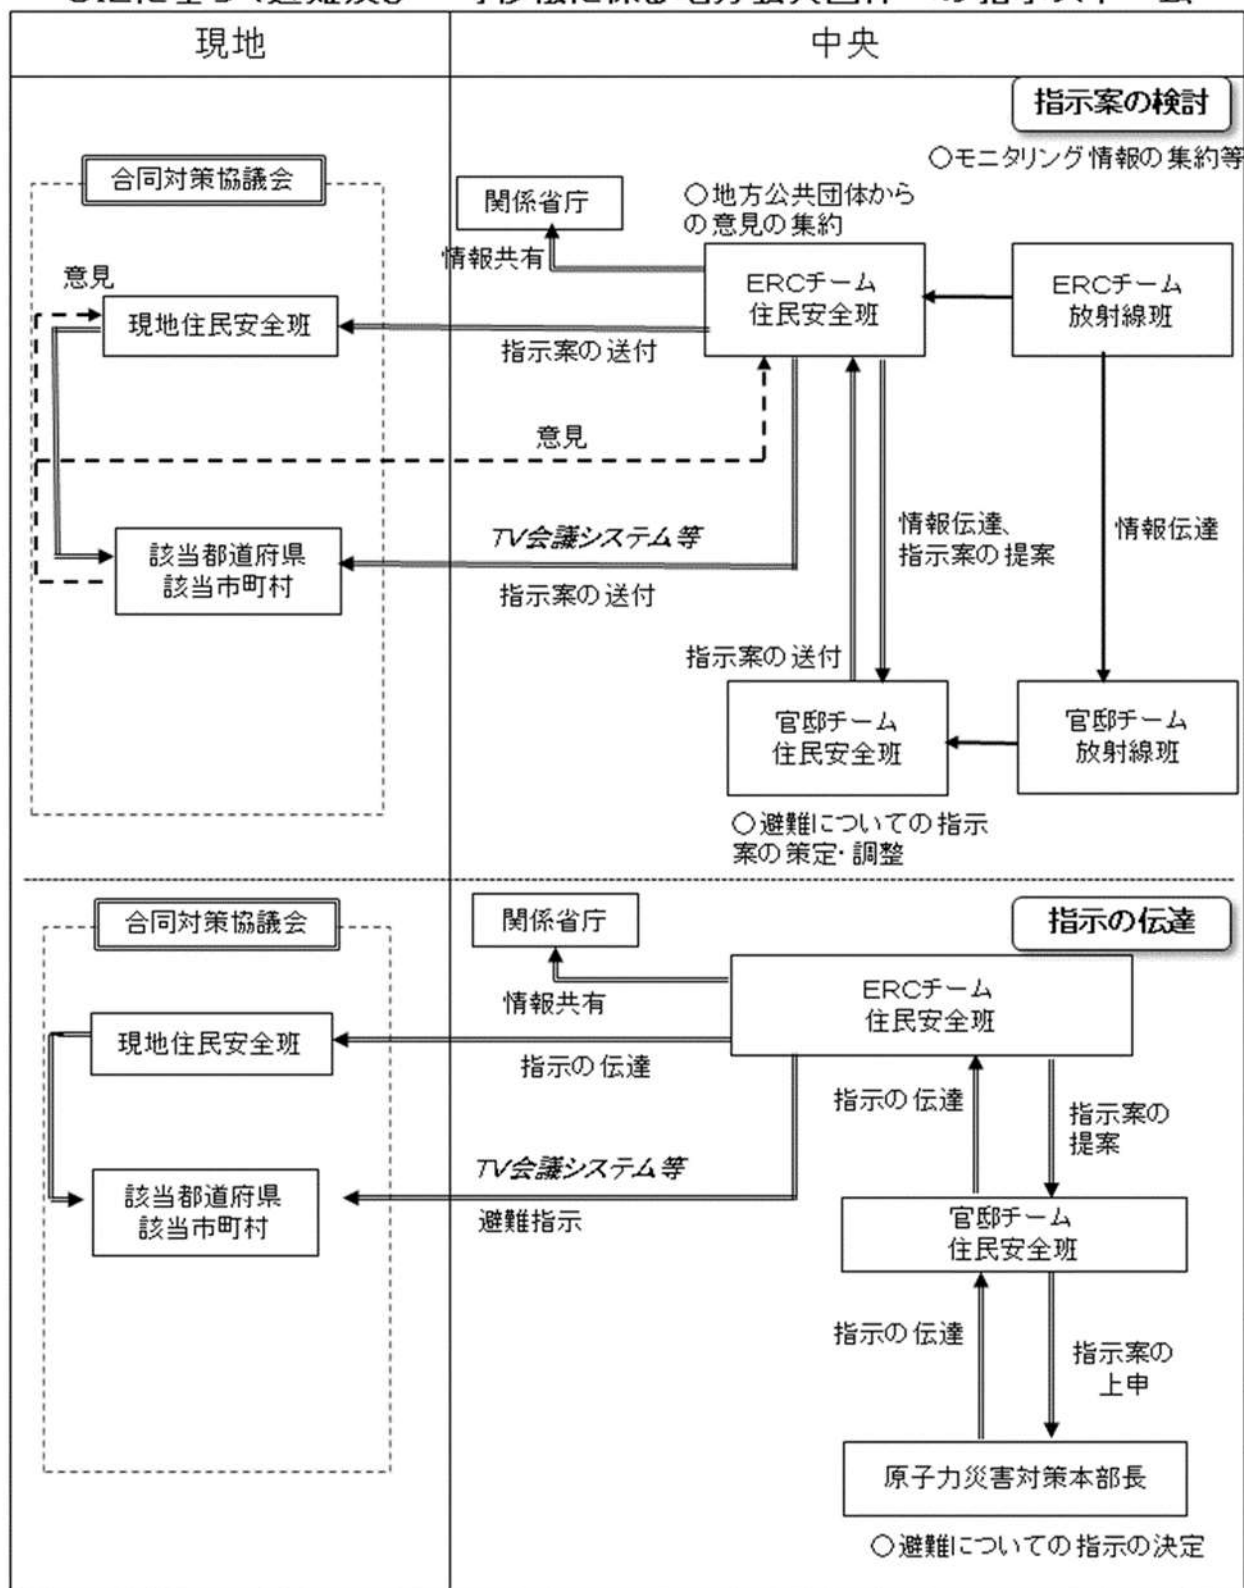 現地
中央
指示案の検討
○モニタリング情報の集約等
合同対策協議会
関係省庁
○地方公共団体から
の意見の集約
情報共有
ERCチーム
住民安全班
ERCチーム
放射線班
意見
現地住民安全班
指示案の送付
意見
該当都道府県
該当市町村
TV会議システム等
指示案の送付
情報伝達、
指示案の提案
情報伝達
指示案の送付
官邸チーム
住民安全班
官邸チーム
放射線班
○避難についての指示
案の策定・調整
合同対策協議会
関係省庁
指示の伝達
情報共有
ERCチーム
住民安全班
現地住民安全班
指示の伝達
指示の伝達
指示案の
提案
TV会議システム等
避難指示
該当都道府県
該当市町村
官邸チーム
住民安全班
指示の伝達
指示案の
上申
原子力災害対策本部長
○避難についての指示の決定